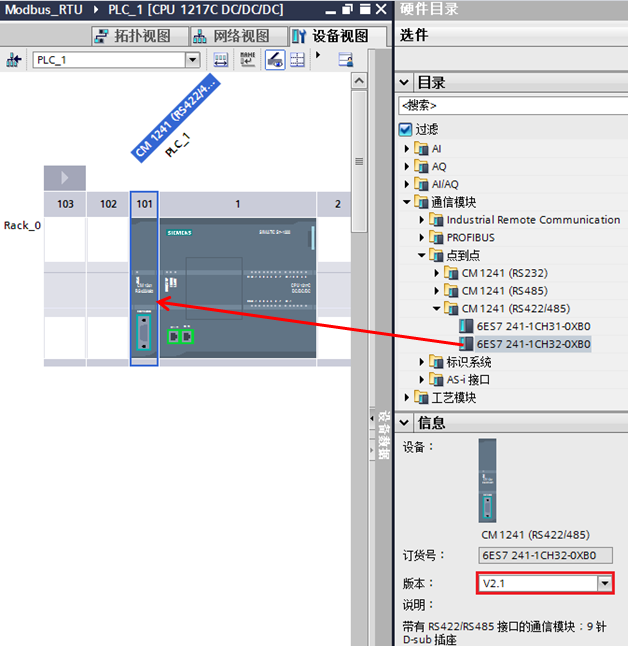 Modbus_RTU ▸ PLC_1 [CPU 1217C DC/DC/DC]
拓扑视图
网络视图
设备视图
PLC_1
CM 1241 (RS422/4...
PLC_1
103
102
101
1
2
Rack_0
SIEMENS
设备数据
硬件目录
选件
目录
<搜索>
过滤
AI
AQ
AI/AQ
通信模块
Industrial Remote Communication
PROFIBUS
点到点
CM 1241 (RS232)
CM 1241 (RS485)
CM 1241 (RS422/485)
6ES7 241-1CH31-0XB0
6ES7 241-1CH32-0XB0
标识系统
AS-i 接口
工艺模块
信息
设备：
CM 1241 (RS422/485)
订货号：
6ES7 241-1CH32-0XB0
版本：
V2.1
说明：
带有 RS422/RS485 接口的通信模块：9 针
D-sub 插座